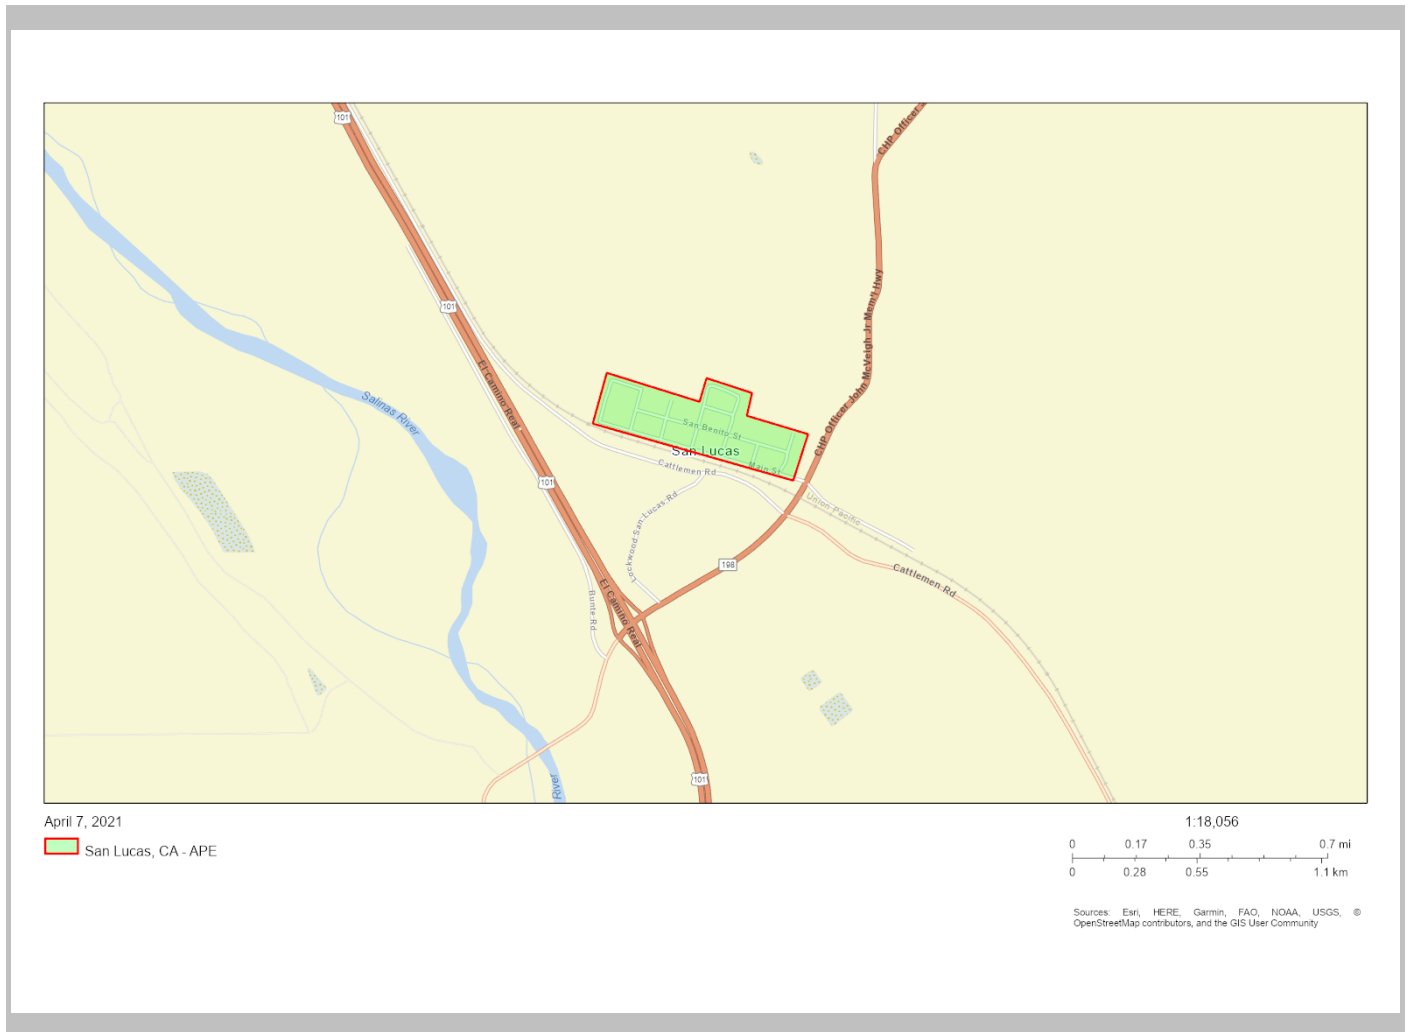 101
CHP Officer
101
CHP Officer John McVeigh Jr Mem'l Hwy
El Camino Real
Salinas River
San Benito St
San Lucas
Main St
Cattlemen Rd
101
Lockwood San Lucas Rd
Union Pacific
198
Cattlemen Rd
El Camino Real
Bunte Rd
101
River
April 7, 2021
San Lucas, CA - APE
1:18,056
0 0.17 0.35 0.7 mi
0 0.28 0.55 1.1 km
Sources: Esri, HERE, Garmin, FAO, NOAA, USGS, ©
OpenStreetMap contributors, and the GIS User Community